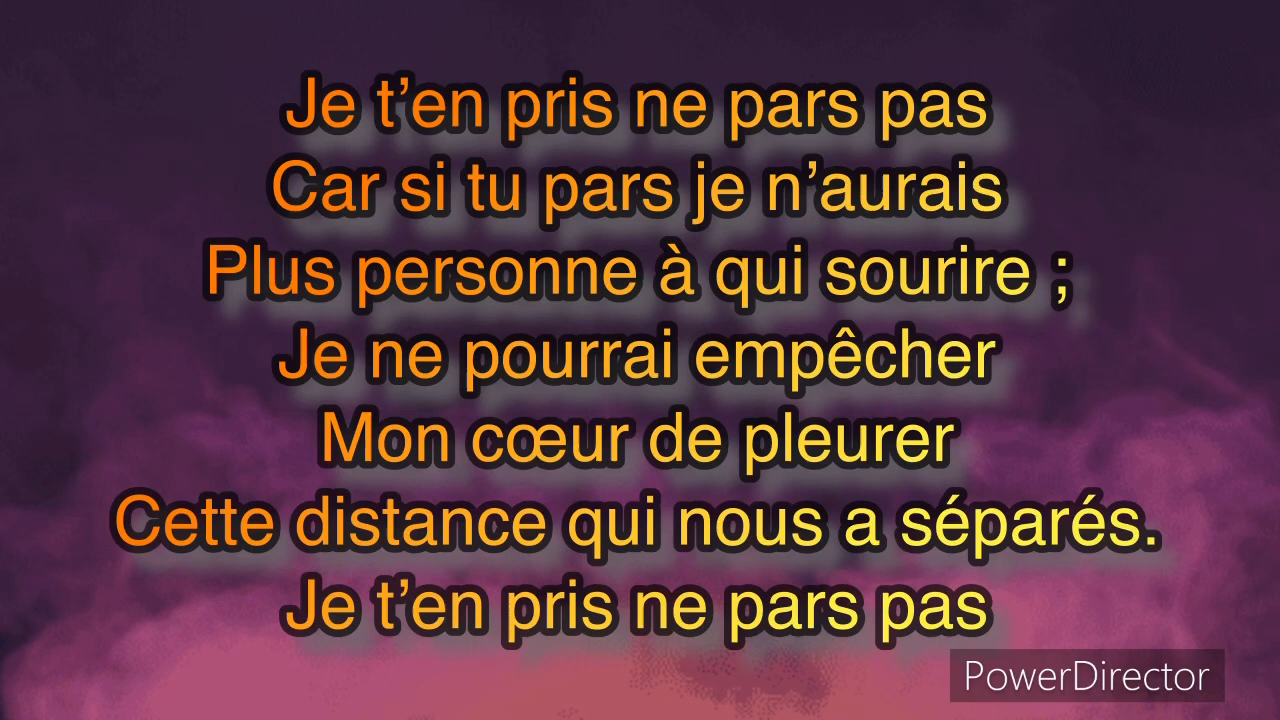 Je t’en pris ne pars pas
Car si tu pars je n’aurais
Plus personne à qui sourire ;
Je ne pourrai empêcher
Mon cœur de pleurer
Cette distance qui nous a séparés.
Je t’en pris ne pars pas
PowerDirector